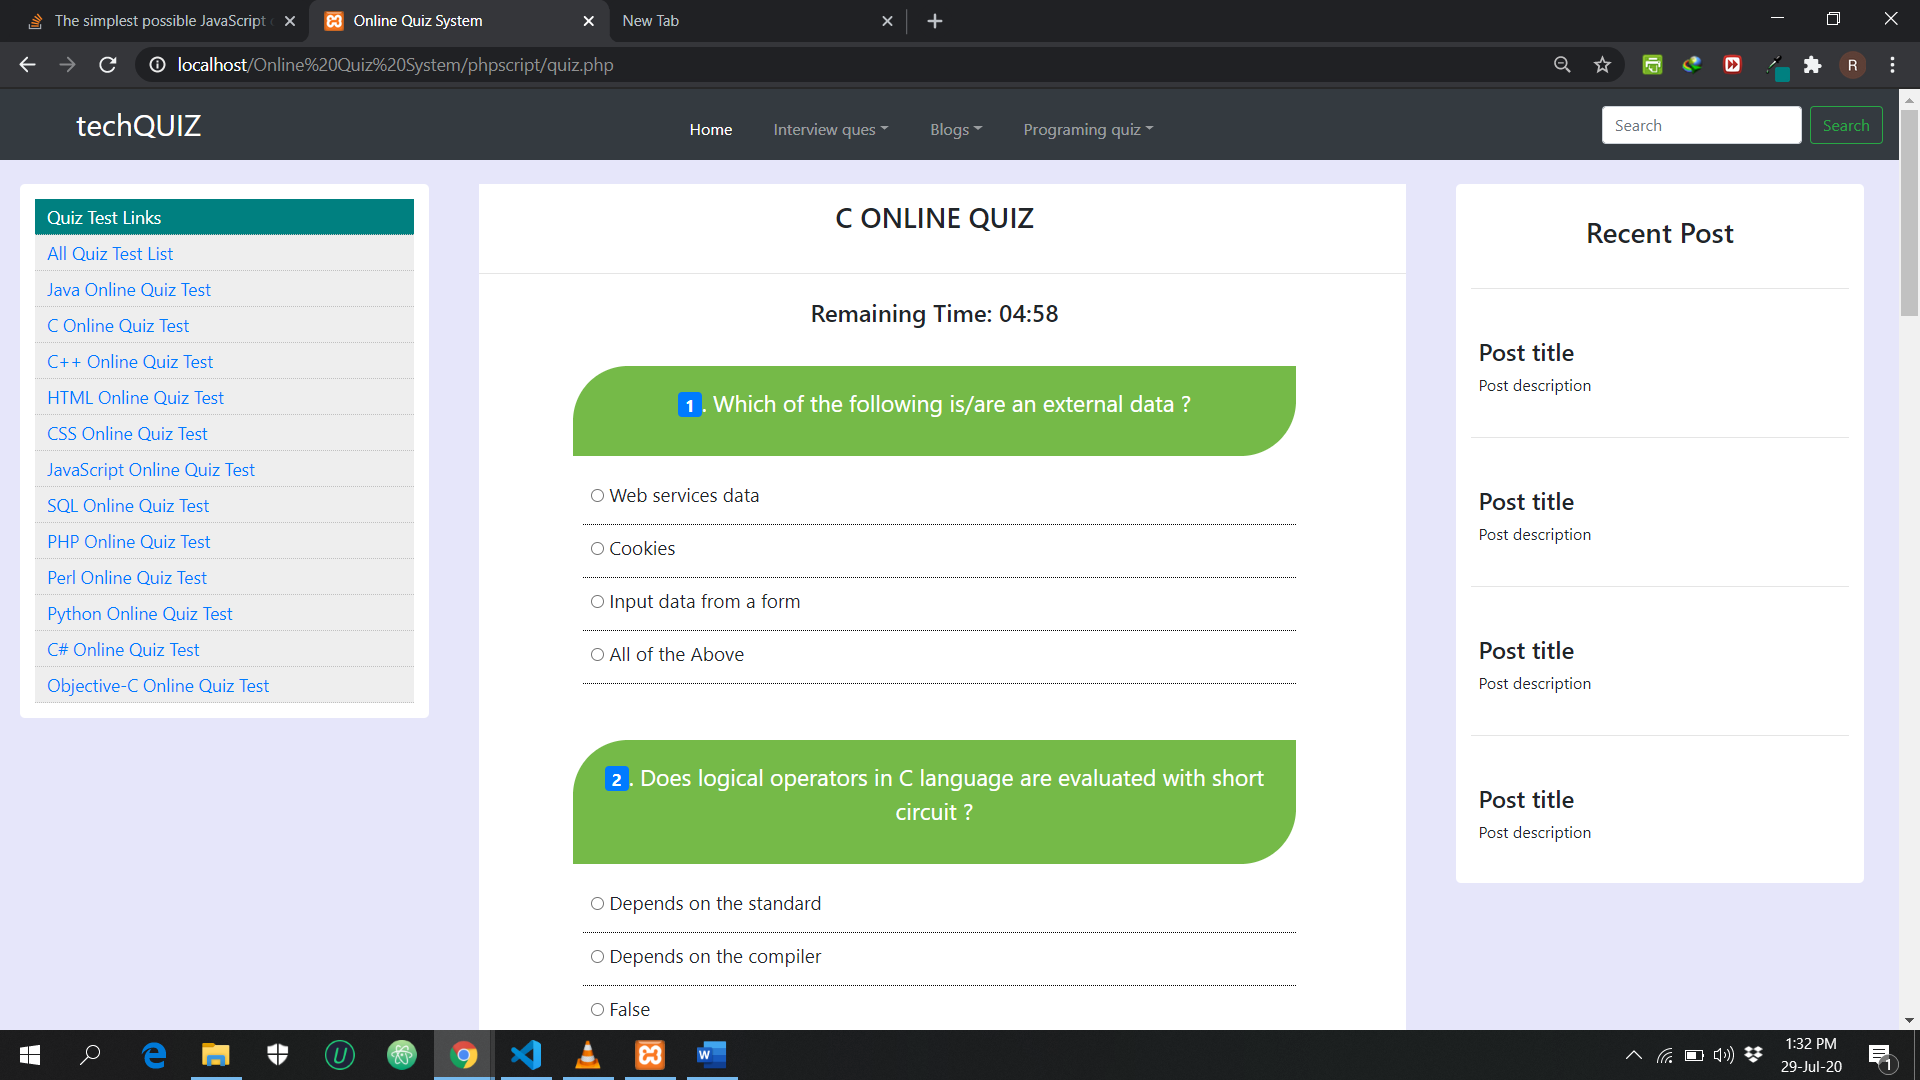 The simplest possible JavaScript
Online Quiz System
New Tab
localhost/Online%20Quiz%20System/phpscript/quiz.php
R
techQUIZ
Home
Interview ques
Blogs
Programing quiz
Search
Search
Quiz Test Links
All Quiz Test List
Java Online Quiz Test
C Online Quiz Test
C++ Online Quiz Test
HTML Online Quiz Test
CSS Online Quiz Test
JavaScript Online Quiz Test
SQL Online Quiz Test
PHP Online Quiz Test
Perl Online Quiz Test
Python Online Quiz Test
C# Online Quiz Test
Objective-C Online Quiz Test
C ONLINE QUIZ
Remaining Time: 04:58
1. Which of the following is/are an external data ?
Web services data
Cookies
Input data from a form
All of the Above
2. Does logical operators in C language are evaluated with short
circuit ?
Depends on the standard
Depends on the compiler
False
Recent Post
Post title
Post description
Post title
Post description
Post title
Post description
Post title
Post description
1:32 PM
29-Jul-20
1